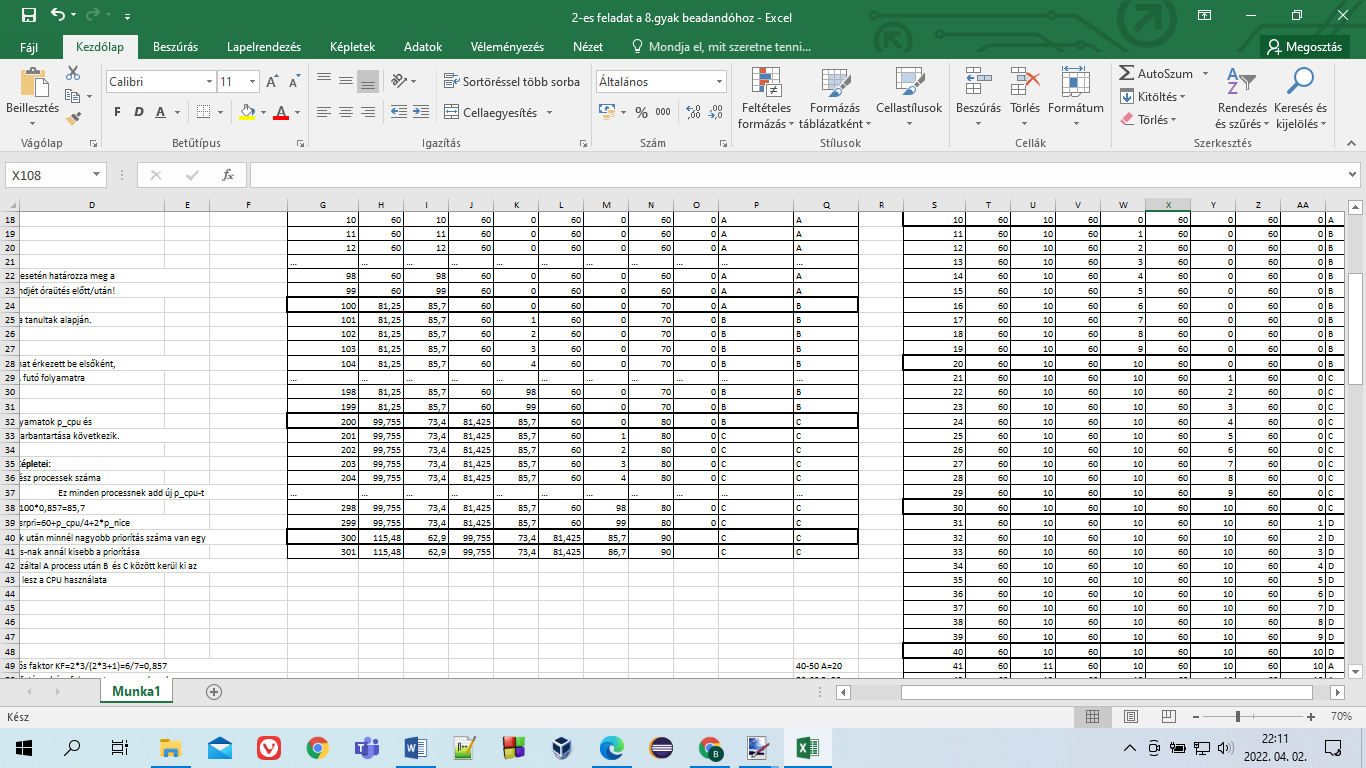 2-es feladat a 8.gyak beadandóhoz - Excel
Fájl Kezdőlap Beszúrás Lapelrendezés Képletek Adatok Véleményezés Nézet Mondja el, mit szeretne tenni... Megosztás
Beillesztés
Calibri 11
F D A
Sortöréssel több sorba
Cellaegyesítés
Általános
% 000
Feltételes formázás
Formázás táblázatként
Cellastílusok
Beszúrás Törlés Formátum
AutoSzum
Kitöltés
Törlés
Rendezés és szűrés
Keresés és kijelölés
Vágólap Betűtípus Igazítás Szám Stílusok Cellák Szerkesztés
X108 fx
D E F G H I J K L M N O P Q R S T U V W X Y Z AA
18 10 60 10 60 0 60 0 60 0 A A 10 60 10 60 0 60 0 60 0 A
19 11 60 11 60 0 60 0 60 0 A A 11 60 10 60 1 60 0 60 0 B
20 12 60 12 60 0 60 0 60 0 A A 12 60 10 60 2 60 0 60 0 B
21 ... ... ... ... ... ... ... ... ... ... ... 13 60 10 60 3 60 0 60 0 B
22 esetén határozza meg a 98 60 98 60 0 60 0 60 0 A A 14 60 10 60 4 60 0 60 0 B
23 ndjét óraütés előtt/után! 99 60 99 60 0 60 0 60 0 A A 15 60 10 60 5 60 0 60 0 B
24 100 81,25 85,7 60 0 60 0 70 0 A B 16 60 10 60 6 60 0 60 0 B
25 a tanultak alapján. 101 81,25 85,7 60 1 60 0 70 0 B B 17 60 10 60 7 60 0 60 0 B
26 102 81,25 85,7 60 2 60 0 70 0 B B 18 60 10 60 8 60 0 60 0 B
27 103 81,25 85,7 60 3 60 0 70 0 B B 19 60 10 60 9 60 0 60 0 B
28 hat érkezett be elsőként, 104 81,25 85,7 60 4 60 0 70 0 B B 20 60 10 60 10 60 0 60 0 B
29 futó folyamatra ... ... ... ... ... ... ... ... ... ... ... 21 60 10 60 10 60 1 60 0 C
30 198 81,25 85,7 60 98 60 0 70 0 B B 22 60 10 60 10 60 2 60 0 C
31 199 81,25 85,7 60 99 60 0 70 0 B B 23 60 10 60 10 60 3 60 0 C
32 yamatok p_cpu és 200 99,755 73,4 81,425 85,7 60 0 80 0 B C 24 60 10 60 10 60 4 60 0 C
33 arbantartása következik. 201 99,755 73,4 81,425 85,7 60 1 80 0 C C 25 60 10 60 10 60 5 60 0 C
34 202 99,755 73,4 81,425 85,7 60 2 80 0 C C 26 60 10 60 10 60 6 60 0 C
35 képletei: 203 99,755 73,4 81,425 85,7 60 3 80 0 C C 27 60 10 60 10 60 7 60 0 C
36 ész processek száma 204 99,755 73,4 81,425 85,7 60 4 80 0 C C 28 60 10 60 10 60 8 60 0 C
37 Ez minden processnek add új p_cpu-t ... ... ... ... ... ... ... ... ... ... 29 60 10 60 10 60 9 60 0 C
38 100*0,857=85,7 298 99,755 73,4 81,425 85,7 60 98 80 0 C C 30 60 10 60 10 60 10 60 0 C
39 srpri=60+p_cpu/4+2*p_nice 299 99,755 73,4 81,425 85,7 60 99 80 0 C C 31 60 10 60 10 60 10 60 1 D
40 k után minnél nagyobb priorítás száma van egy 300 115,48 62,9 99,755 73,4 81,425 85,7 90 0 C C 32 60 10 60 10 60 10 60 2 D
41 s-nak annál kisebb a priorítása 301 115,48 62,9 99,755 73,4 81,425 86,7 90 0 C C 33 60 10 60 10 60 10 60 3 D
42 záltal A process után B és C között kerül ki az 34 60 10 60 10 60 10 60 4 D
43 lesz a CPU használata 35 60 10 60 10 60 10 60 5 D
44 36 60 10 60 10 60 10 60 6 D
45 37 60 10 60 10 60 10 60 7 D
46 38 60 10 60 10 60 10 60 8 D
47 39 60 10 60 10 60 10 60 9 D
48 40 60 10 60 10 60 10 60 10 D
49 ós faktor KF=2*3/(2*3+1)=6/7=0,857 40-50 A=20 41 60 11 60 10 60 10 60 10 A
Munka1
Kész 70%
22:11
2022. 04. 02.